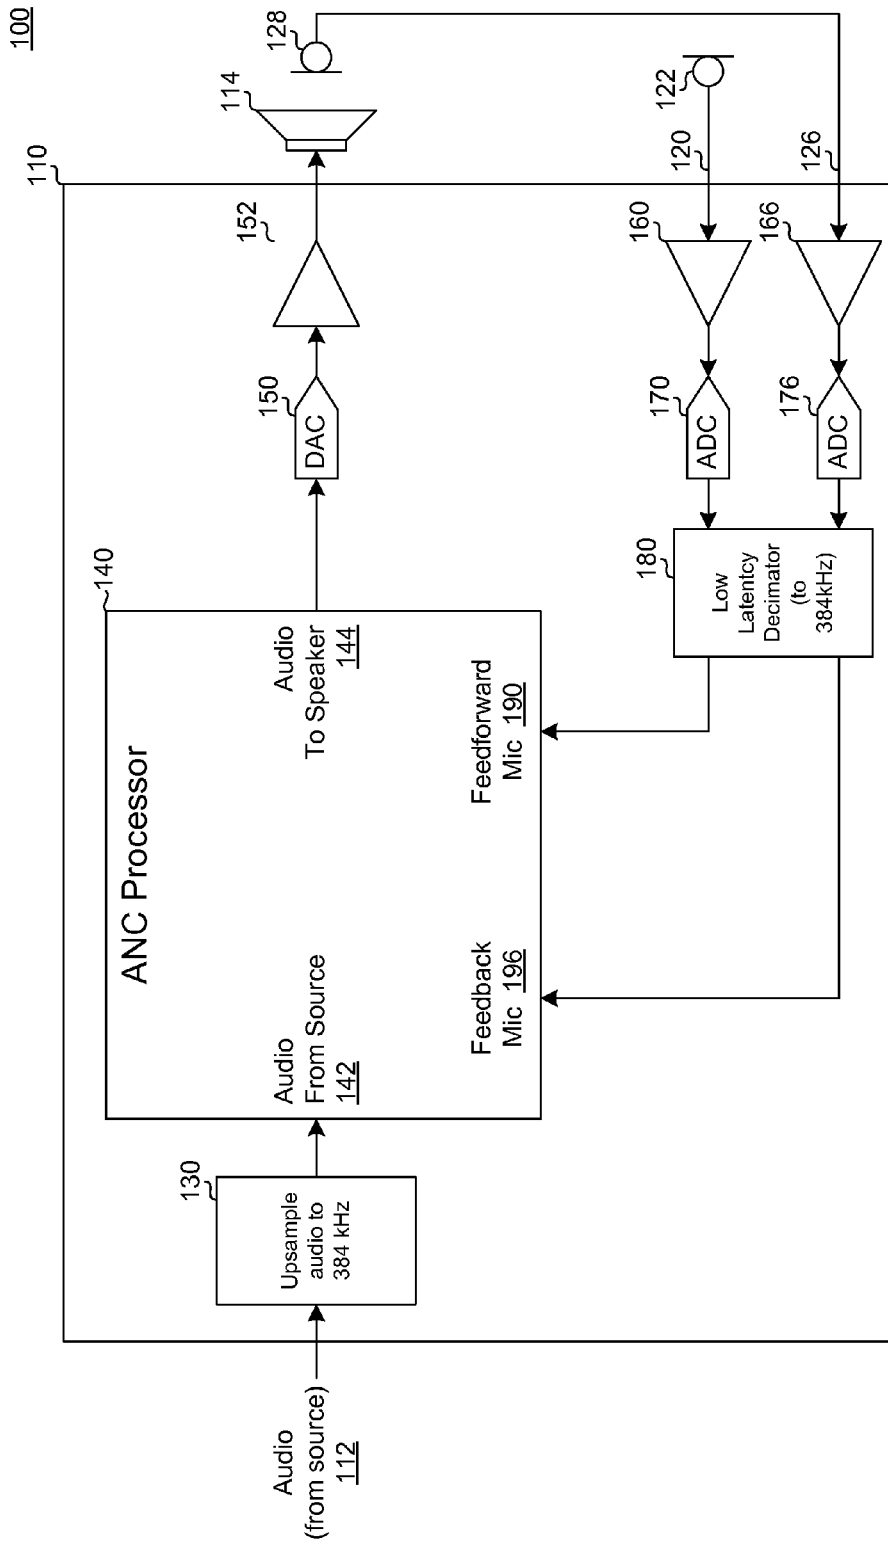 100
110
128
114
152
150
DAC
140
ANC Processor
Audio
To Speaker
144
Audio
From Source
142
130
Upsample
audio to
384 kHz
Audio
(from source)
112
Feedforward
Mic 190
Feedback
Mic 196
122
120
126
160
166
170
ADC
176
ADC
180
Low
Latentcy
Decimator
(to
384kHz)